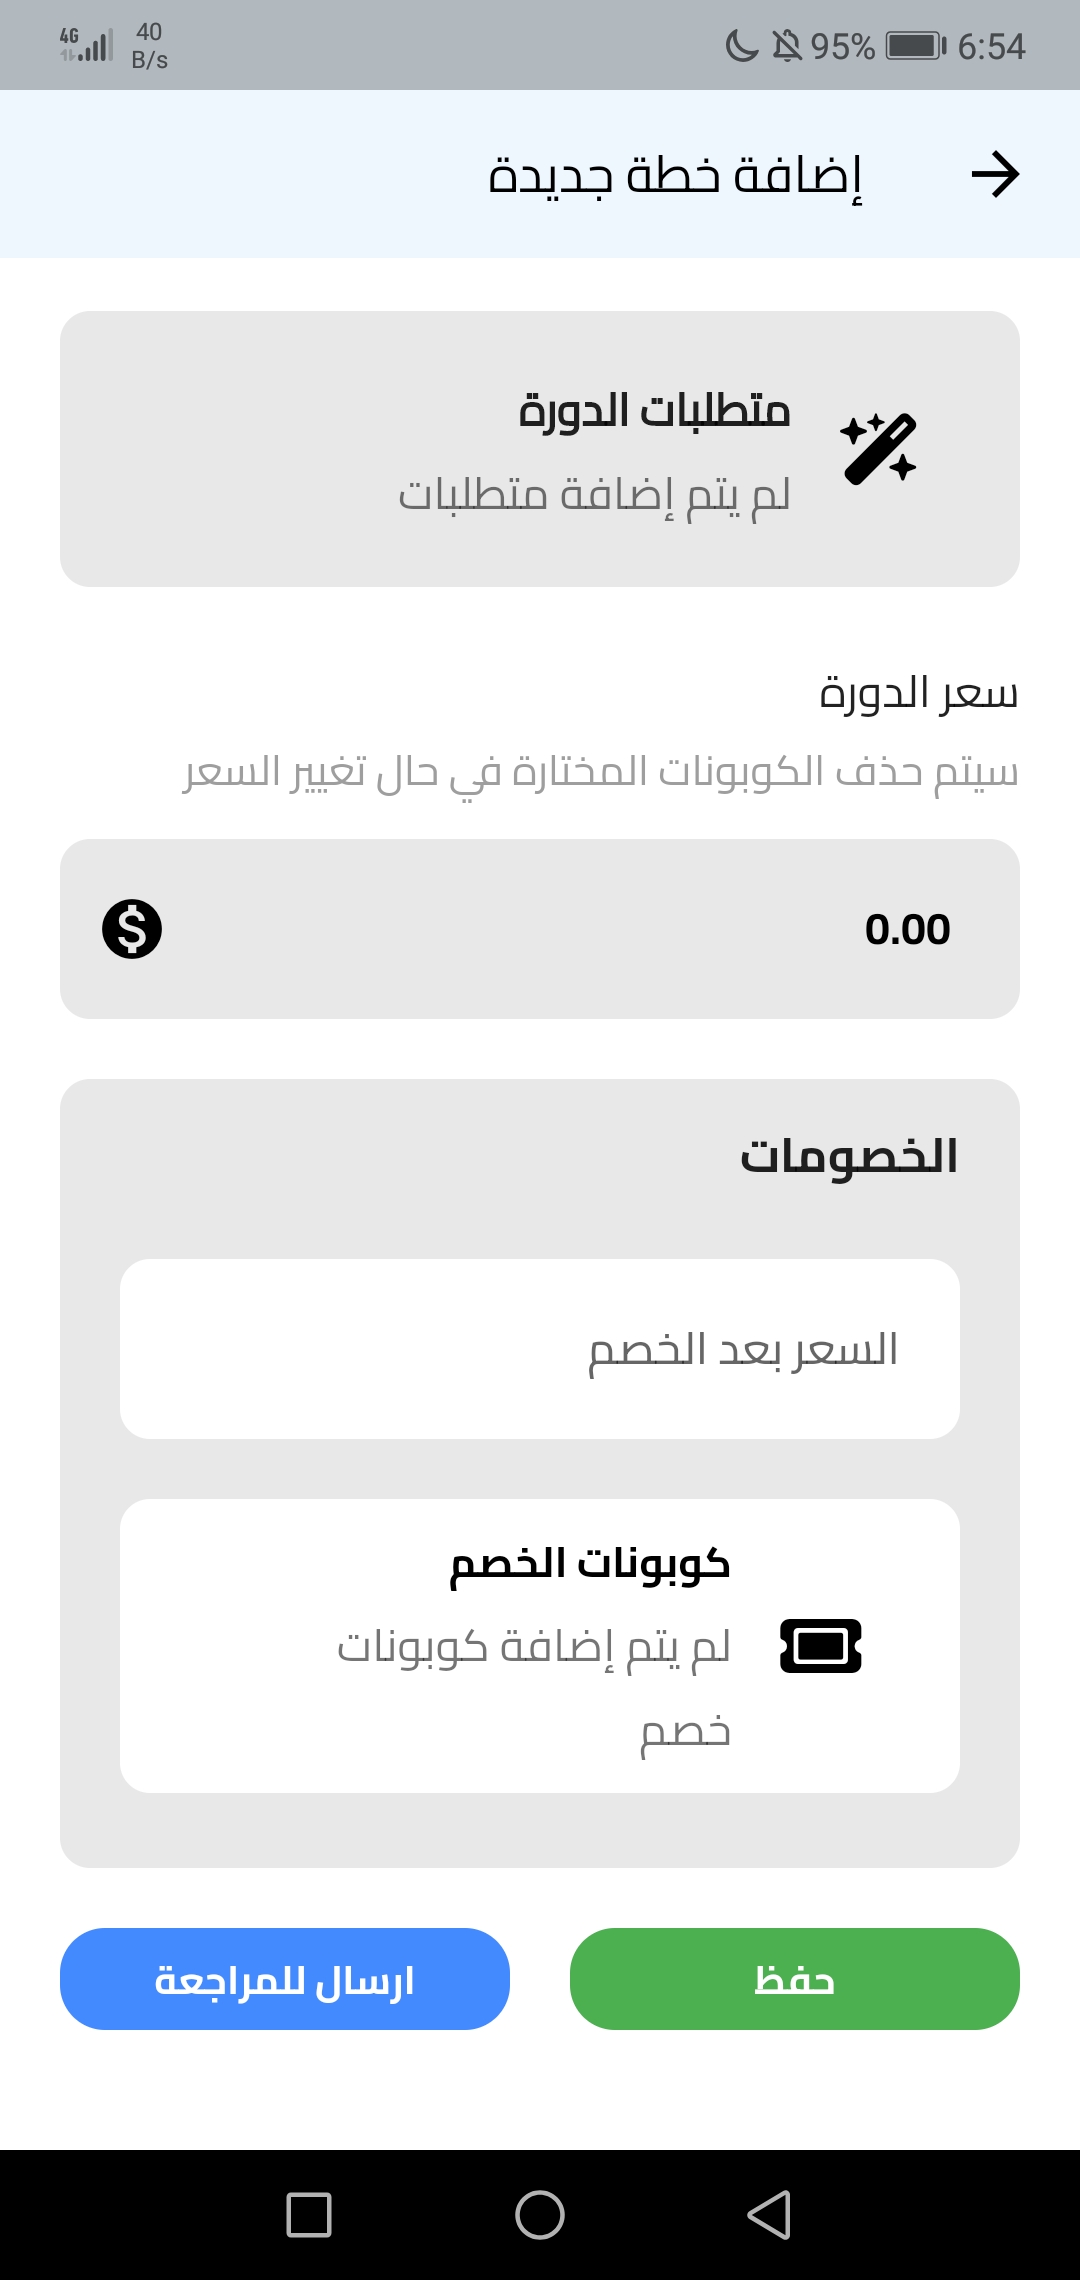 4G 40 B/s 95% 6:54
إضافة خطة جديدة
متطلبات الدورة
لم يتم إضافة متطلبات
سعر الدورة
سيتم حذف الكوبونات المختارة في حال تغيير السعر
0.00
الخصومات
السعر بعد الخصم
كوبونات الخصم
لم يتم إضافة كوبونات
خصم
حفظ
ارسال للمراجعة